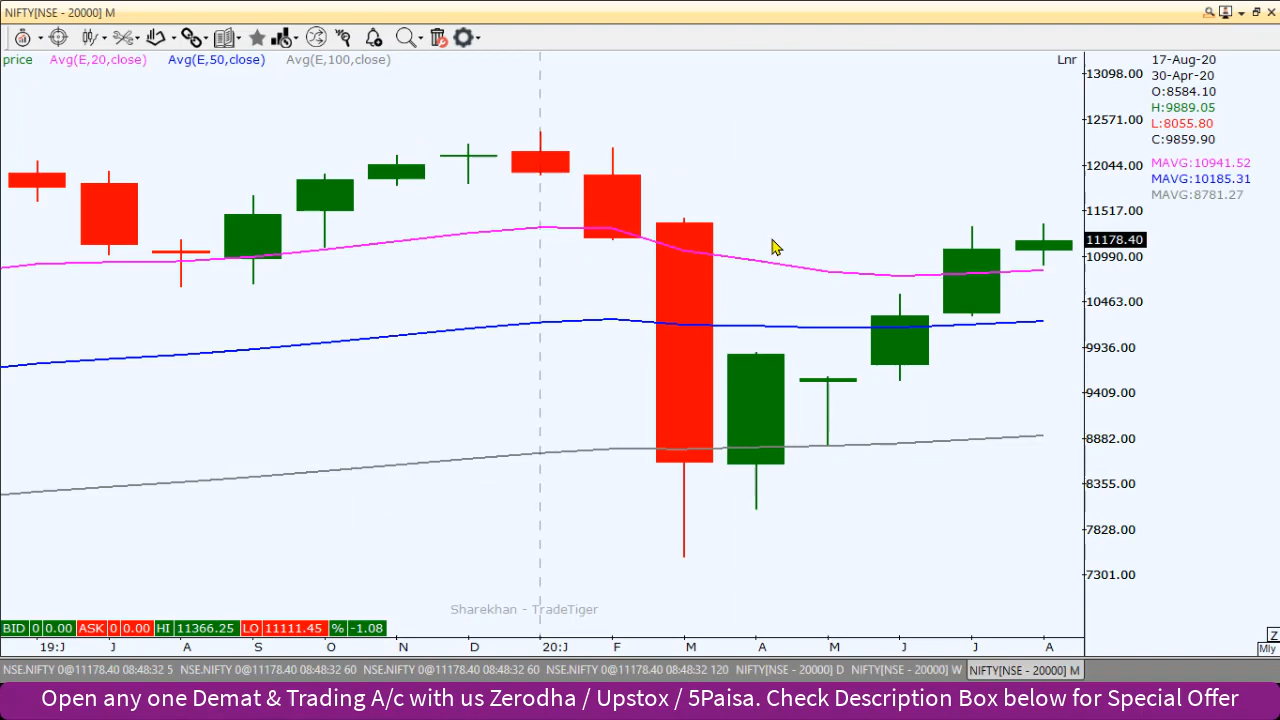 NIFTY[NSE - 20000] M
price Avg(E,20,close) Avg(E,50,close) Avg(E,100,close) Lnr
17-Aug-20
30-Apr-20
O:8584.10
H:9889.05
L:8055.80
C:9859.90
MAVG:10941.52
MAVG:10185.31
MAVG:8781.27
13098.00
12571.00
12044.00
11517.00
11178.40
10990.00
10463.00
9936.00
9409.00
8882.00
8355.00
7828.00
7301.00
Sharekhan - TradeTiger
BID 0 0.00 ASK 0 0.00 HI 11366.25 LO 11111.45 % -1.08
19:J J A S O N D 20:J F M A M J J A
Z
Mly
NSE.NIFTY 0@11178.40 08:48:32 5 NSE.NIFTY 0@11178.40 08:48:32 60 NSE.NIFTY 0@11178.40 08:48:32 60 NSE.NIFTY 0@11178.40 08:48:32 120 NIFTY[NSE - 20000] D NIFTY[NSE - 20000] W NIFTY[NSE - 20000] M
Open any one Demat & Trading A/c with us Zerodha / Upstox / 5Paisa. Check Description Box below for Special Offer